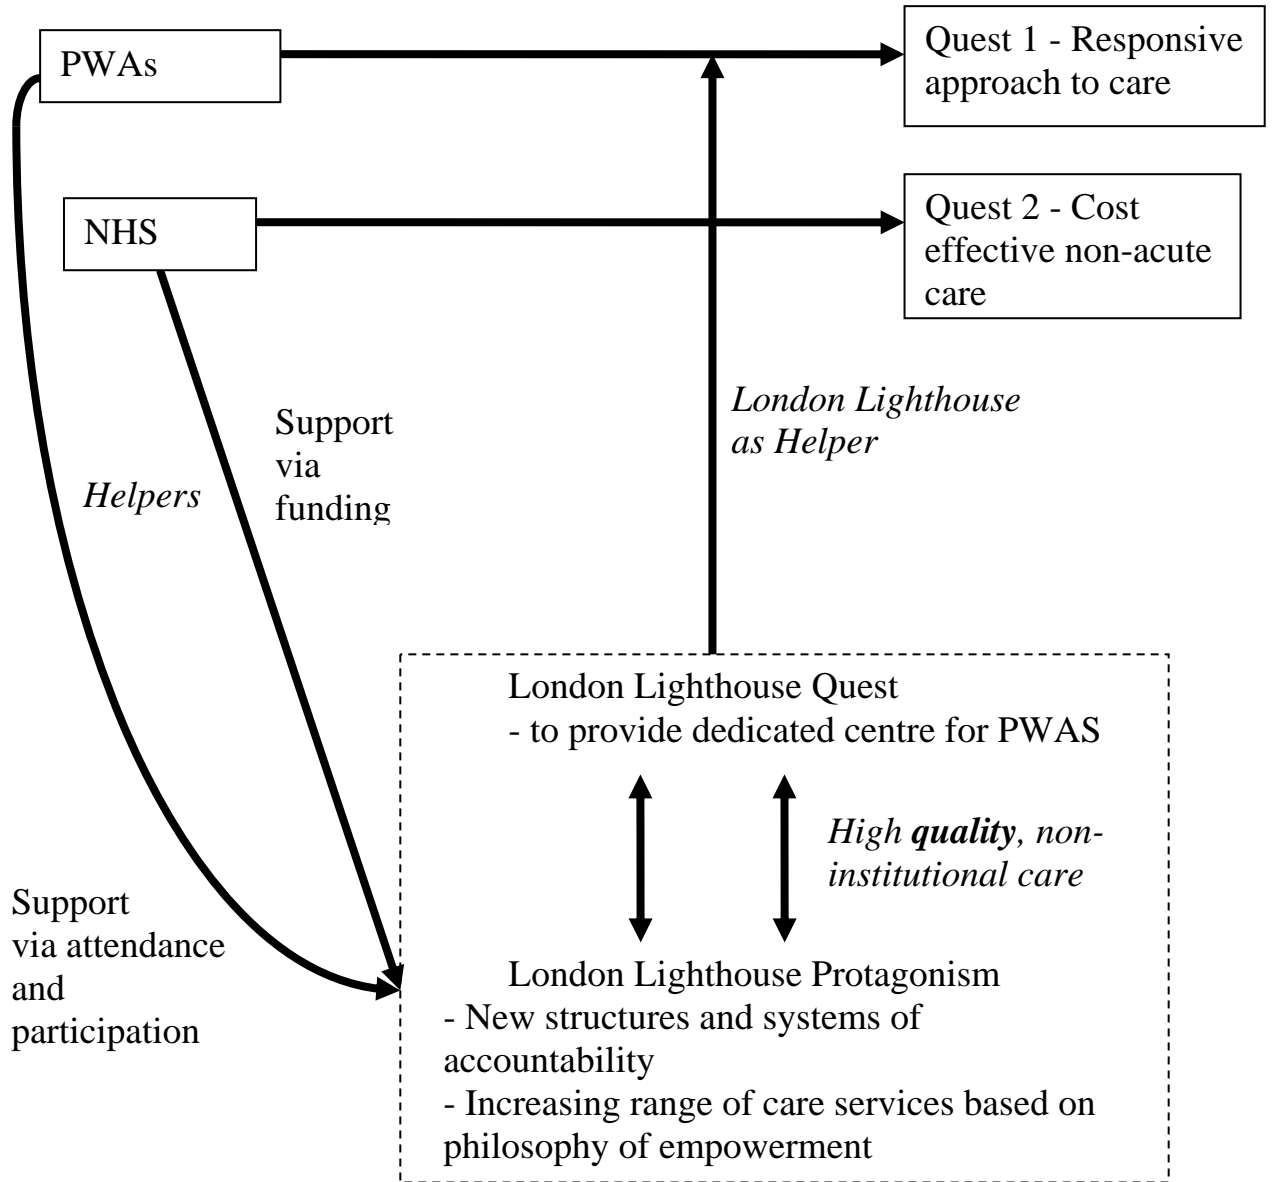 PWAs
Quest 1 - Responsive
approach to care
NHS
Quest 2 - Cost
effective non-acute
care
London Lighthouse
as Helper
Support
via
funding
Helpers
London Lighthouse Quest
- to provide dedicated centre for PWAS
High quality, non-
institutional care
Support
via attendance
and
participation
London Lighthouse Protagonism
- New structures and systems of
accountability
- Increasing range of care services based on
philosophy of empowerment